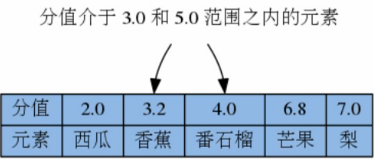 分值介于 3.0 和 5.0 范围之内的元素
分值 2.0 3.2 4.0 6.8 7.0
元素 西瓜 香蕉 番石榴 芒果 梨